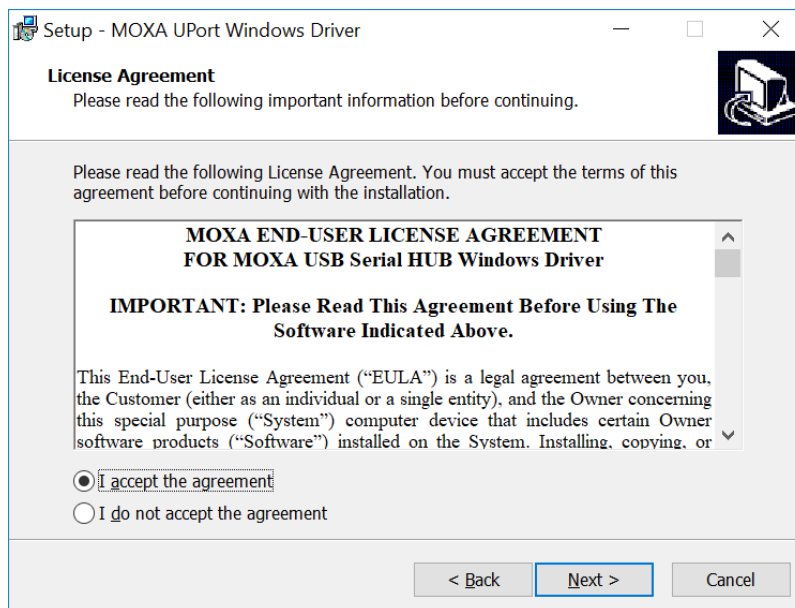 Setup - MOXA UPort Windows Driver
License Agreement
Please read the following important information before continuing.
Please read the following License Agreement. You must accept the terms of this
agreement before continuing with the installation.
MOXA END-USER LICENSE AGREEMENT
FOR MOXA USB Serial HUB Windows Driver
IMPORTANT: Please Read This Agreement Before Using The
Software Indicated Above.
This End-User License Agreement (“EULA”) is a legal agreement between you,
the Customer (either as an individual or a single entity), and the Owner concerning
this special purpose (“System”) computer device that includes certain Owner
software products (“Software”) installed on the System. Installing, copying, or
I accept the agreement
I do not accept the agreement
< Back
Next >
Cancel